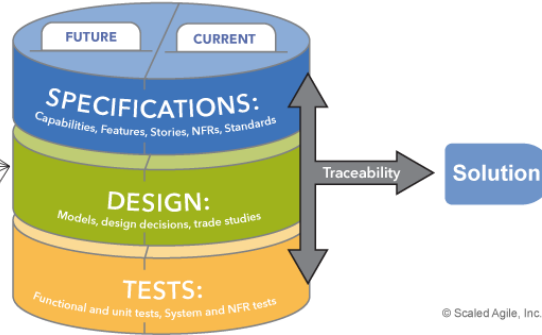 FUTURE
CURRENT
SPECIFICATIONS:
Capabilities, Features, Stories, NFRs, Standards
DESIGN:
Models, design decisions, trade studies
TESTS:
Functional and unit tests, System and NFR tests
Traceability
Solution
© Scaled Agile, Inc.